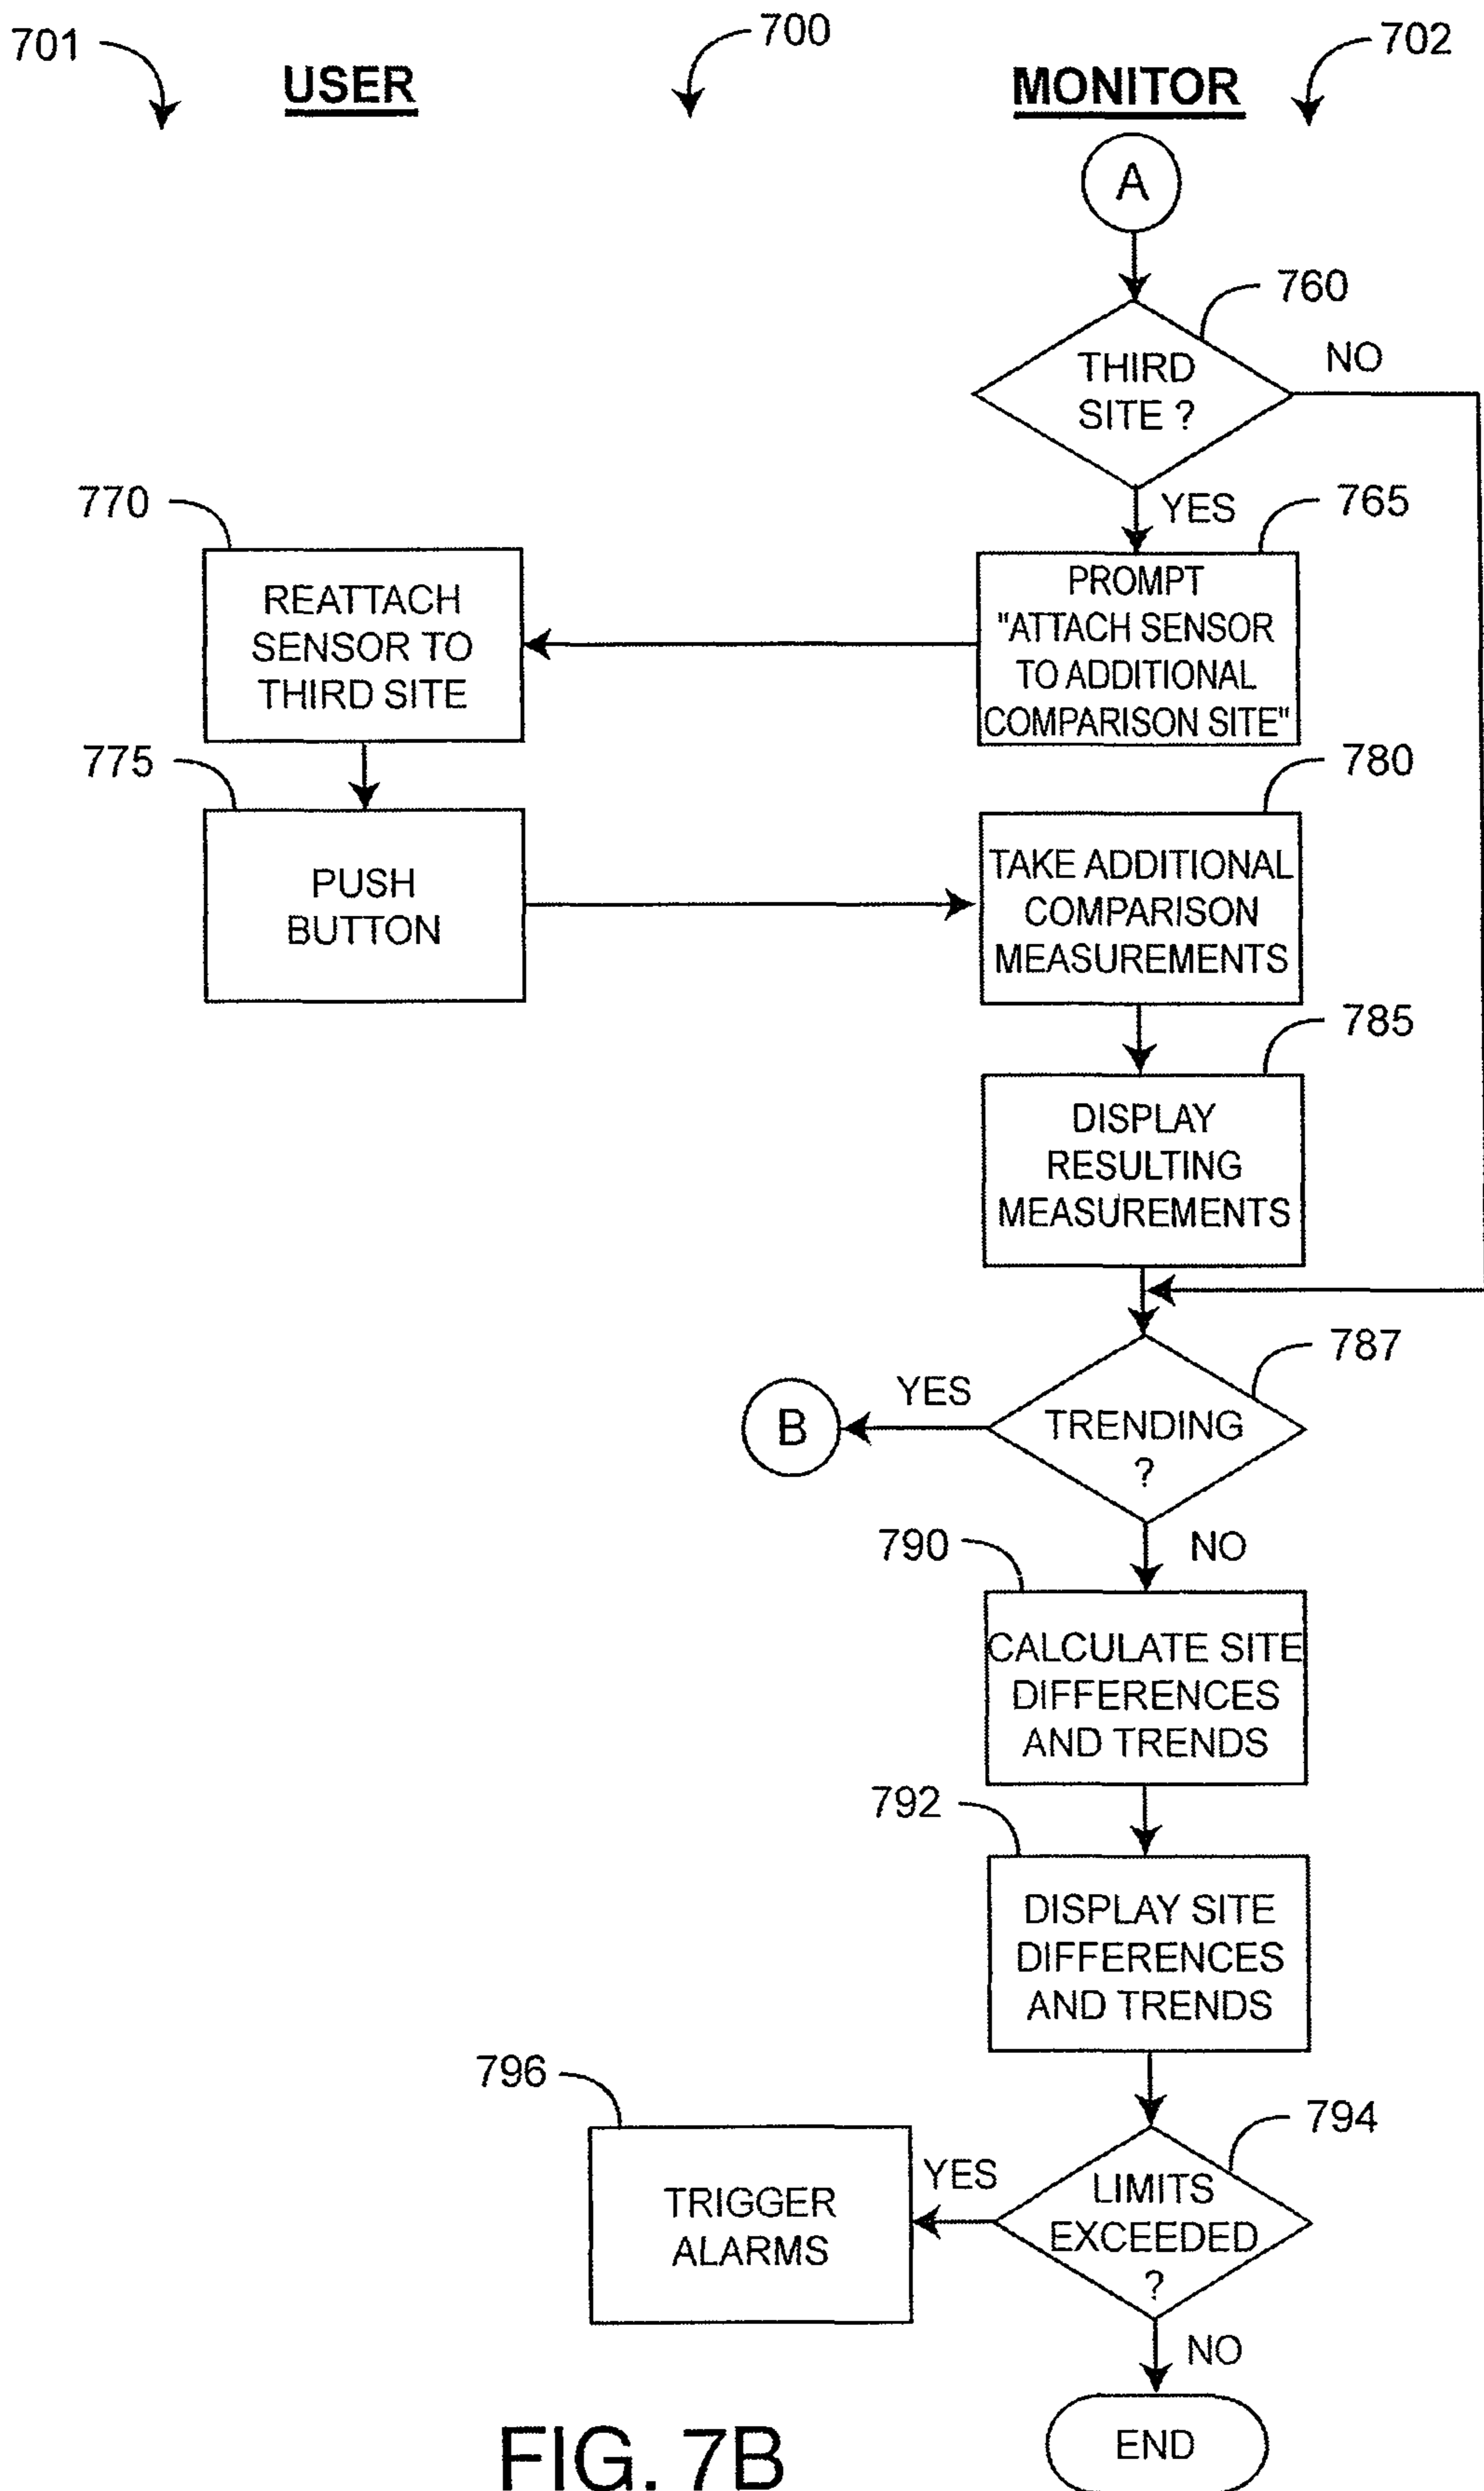 701
USER
700
MONITOR
702
A
760
THIRD
SITE ?
NO
YES
770
REATTACH
SENSOR TO
THIRD SITE
765
PROMPT
"ATTACH SENSOR
TO ADDITIONAL
COMPARISON SITE"
775
PUSH
BUTTON
780
TAKE ADDITIONAL
COMPARISON
MEASUREMENTS
785
DISPLAY
RESULTING
MEASUREMENTS
787
TRENDING
?
YES
B
NO
790
CALCULATE SITE
DIFFERENCES
AND TRENDS
792
DISPLAY SITE
DIFFERENCES
AND TRENDS
794
LIMITS
EXCEEDED
?
YES
796
TRIGGER
ALARMS
NO
END
FIG. 7B